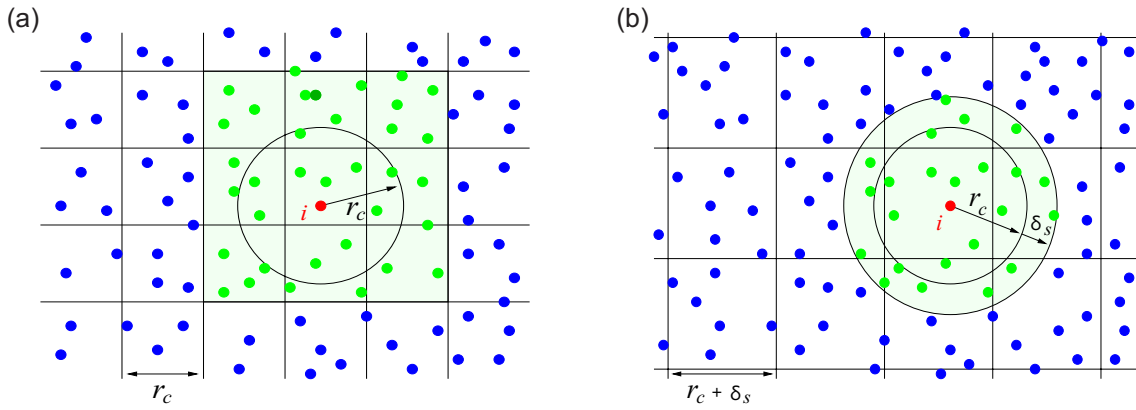 (a)
i
r_c
r_c
(b)
r_c
δ_s
i
r_c + δ_s